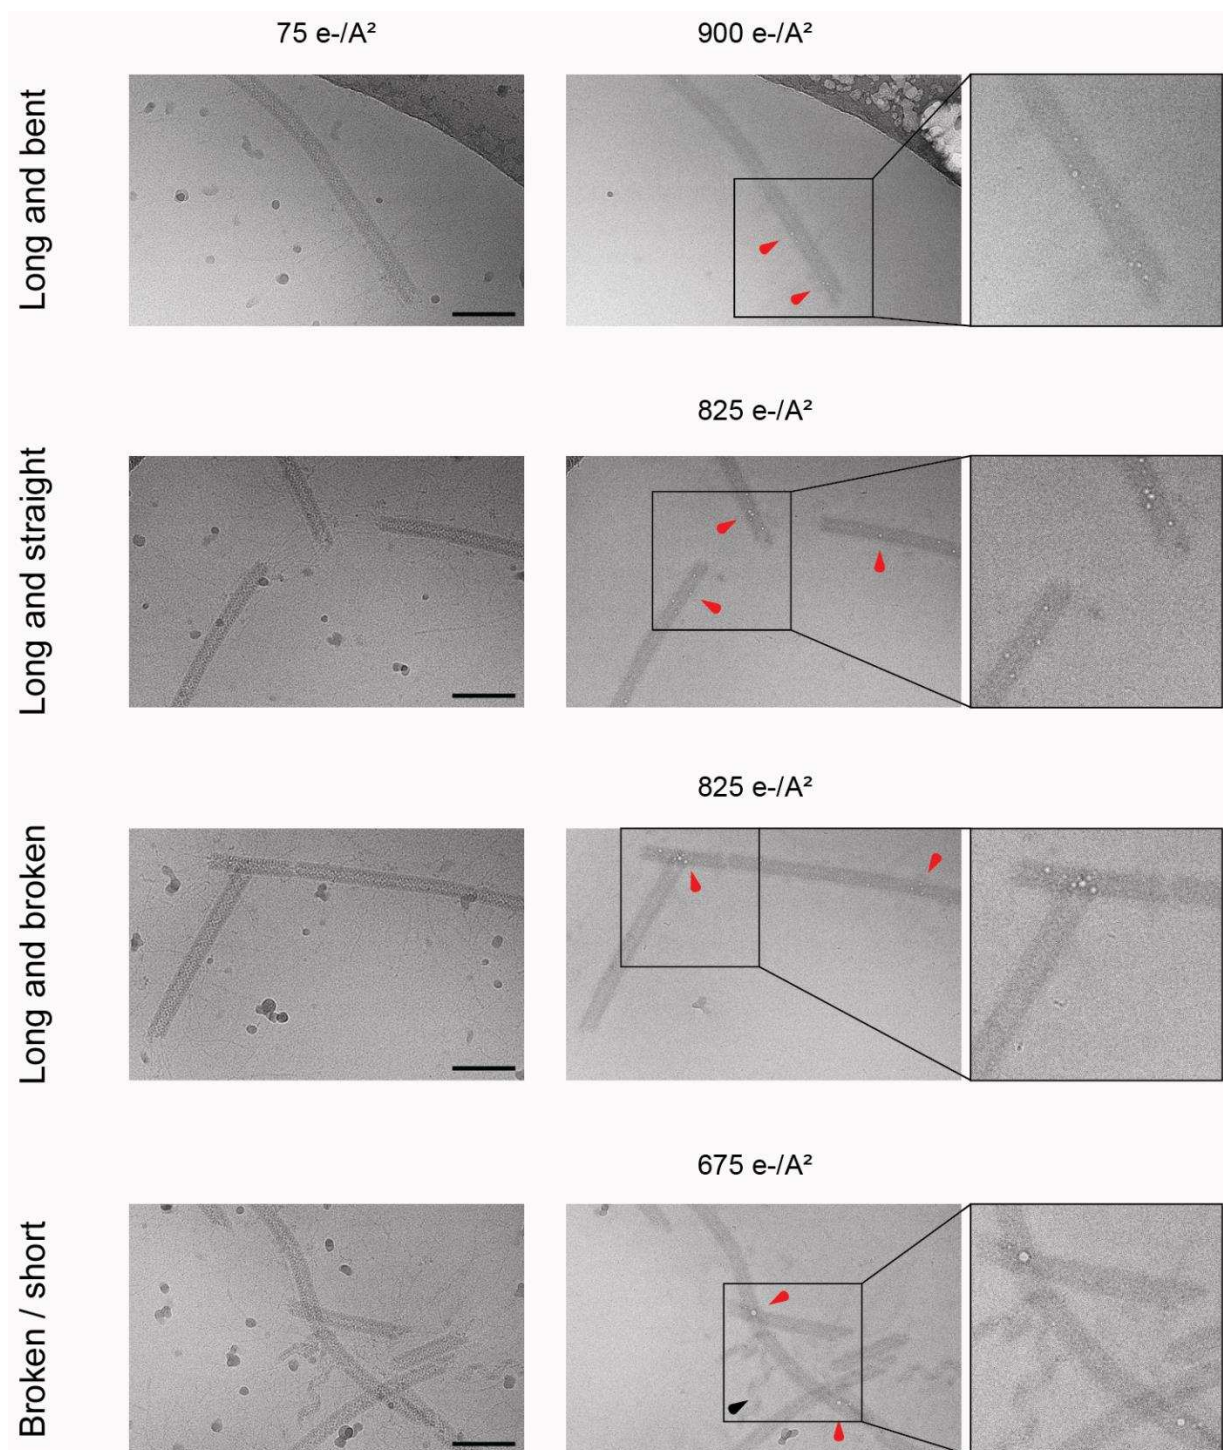 75 e-/A²
900 e-/A²
Long and bent
825 e-/A²
Long and straight
825 e-/A²
Long and broken
675 e-/A²
Broken / short